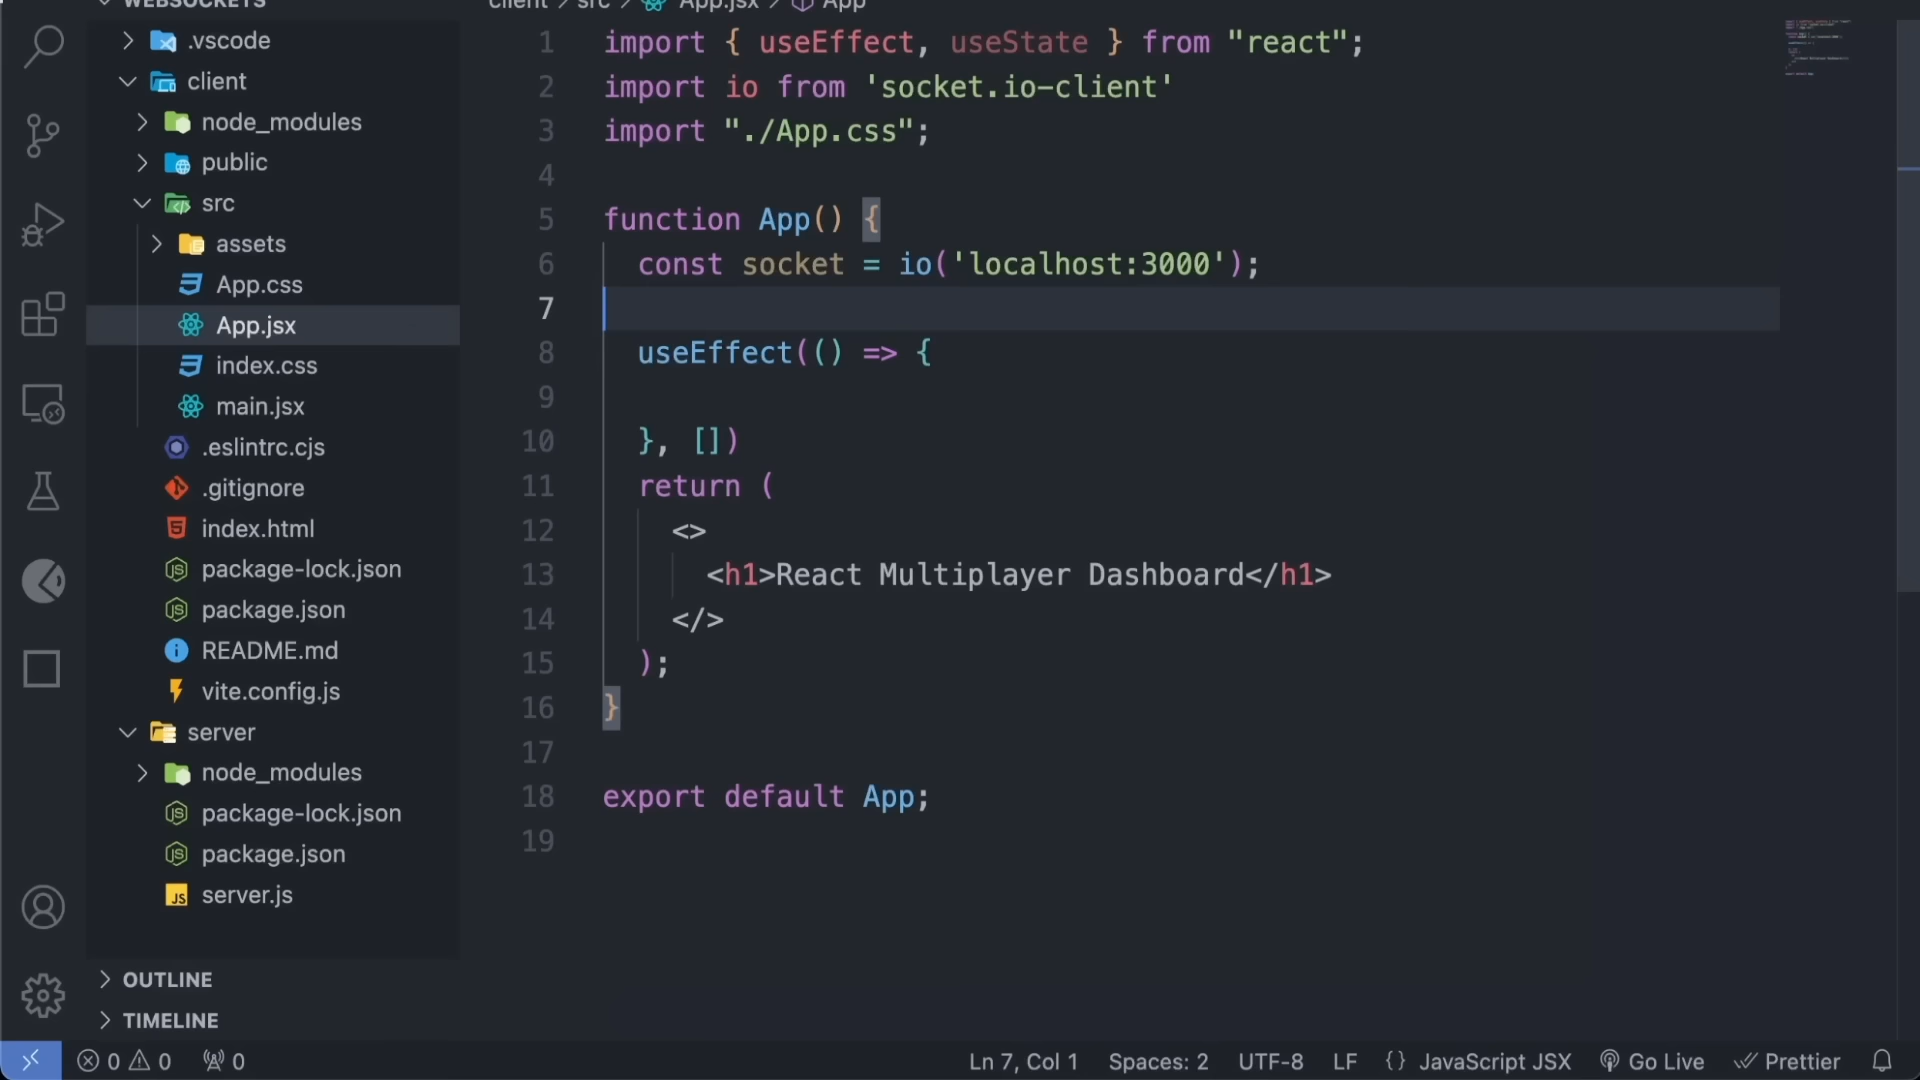 WEBSOCKETS
.vscode
client
node_modules
public
src
assets
App.css
App.jsx
index.css
main.jsx
.eslintrc.cjs
.gitignore
index.html
package-lock.json
package.json
README.md
vite.config.js
server
node_modules
package-lock.json
package.json
server.js
OUTLINE
TIMELINE
client > src > App.jsx > App
1 import { useEffect, useState } from "react";
2 import io from 'socket.io-client'
3 import "./App.css";
4
5 function App() {
6 const socket = io('localhost:3000');
7
8 useEffect(() => {
9
10 }, [])
11 return (
12 <>
13 <h1>React Multiplayer Dashboard</h1>
14 </>
15 );
16 }
17
18 export default App;
19
0 0 0 Ln 7, Col 1 Spaces: 2 UTF-8 LF {} JavaScript JSX Go Live Prettier